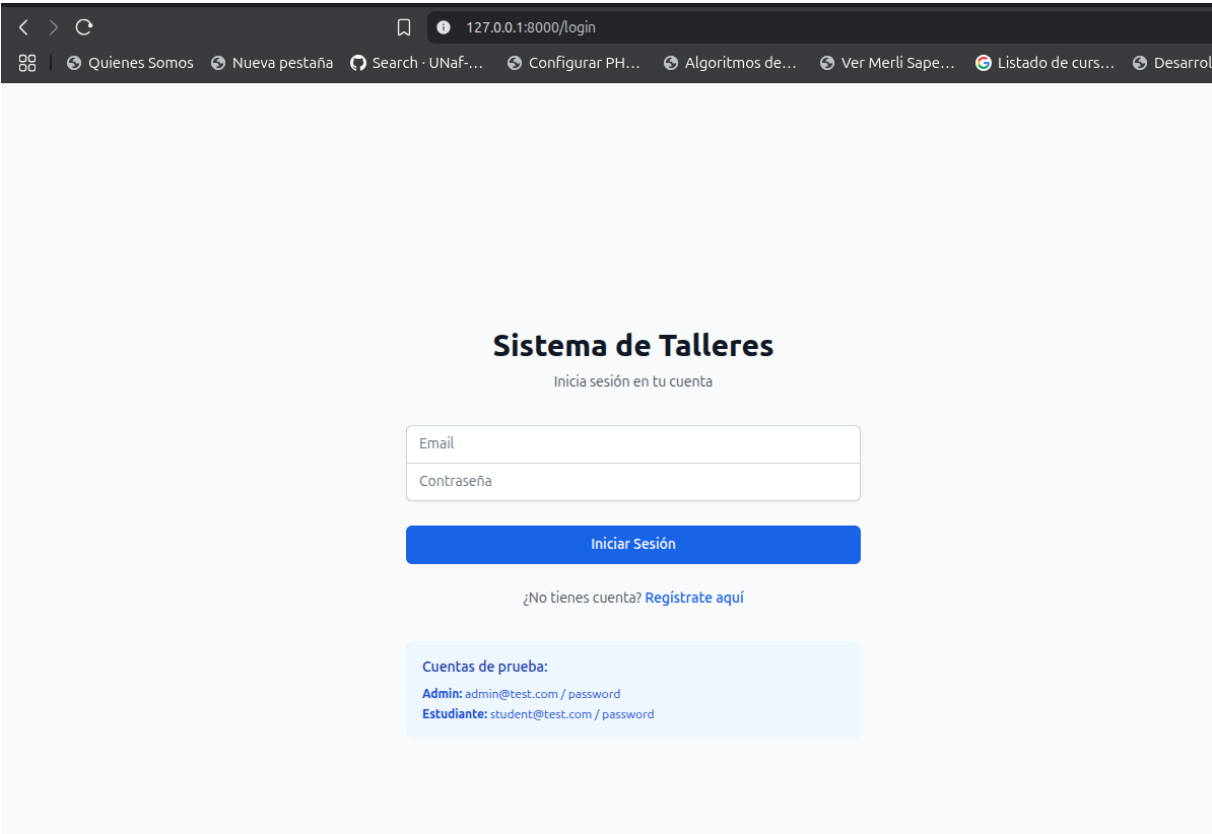 127.0.0.1:8000/login
Quienes Somos Nueva pestaña Search · UNaf-... Configurar PH... Algoritmos de... Ver Merli Sape... Listado de curs... Desarrol
Sistema de Talleres
Inicia sesión en tu cuenta
Email
Contraseña
Iniciar Sesión
¿No tienes cuenta? Regístrate aquí
Cuentas de prueba:
Admin: admin@test.com / password
Estudiante: student@test.com / password